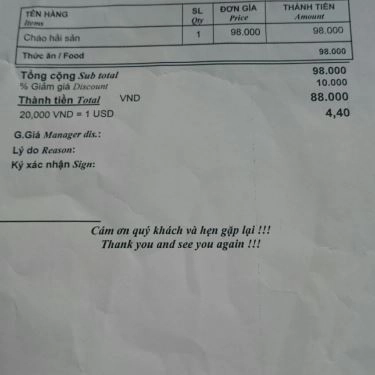 TÊN HÀNG SL ĐƠN GIÁ THÀNH TIỀN
Items Qty Price Amount
Cháo hải sản 1 98.000 98.000
Thức ăn / Food 98.000
Tổng cộng Sub total 98.000
% Giảm giá Discount 10.000
Thành tiền Total VND 88.000
20,000 VND = 1 USD 4,40
G.Giá Manager dis.:
Lý do Reason:
Ký xác nhận Sign:
Cám ơn quý khách và hẹn gặp lại !!!
Thank you and see you again !!!